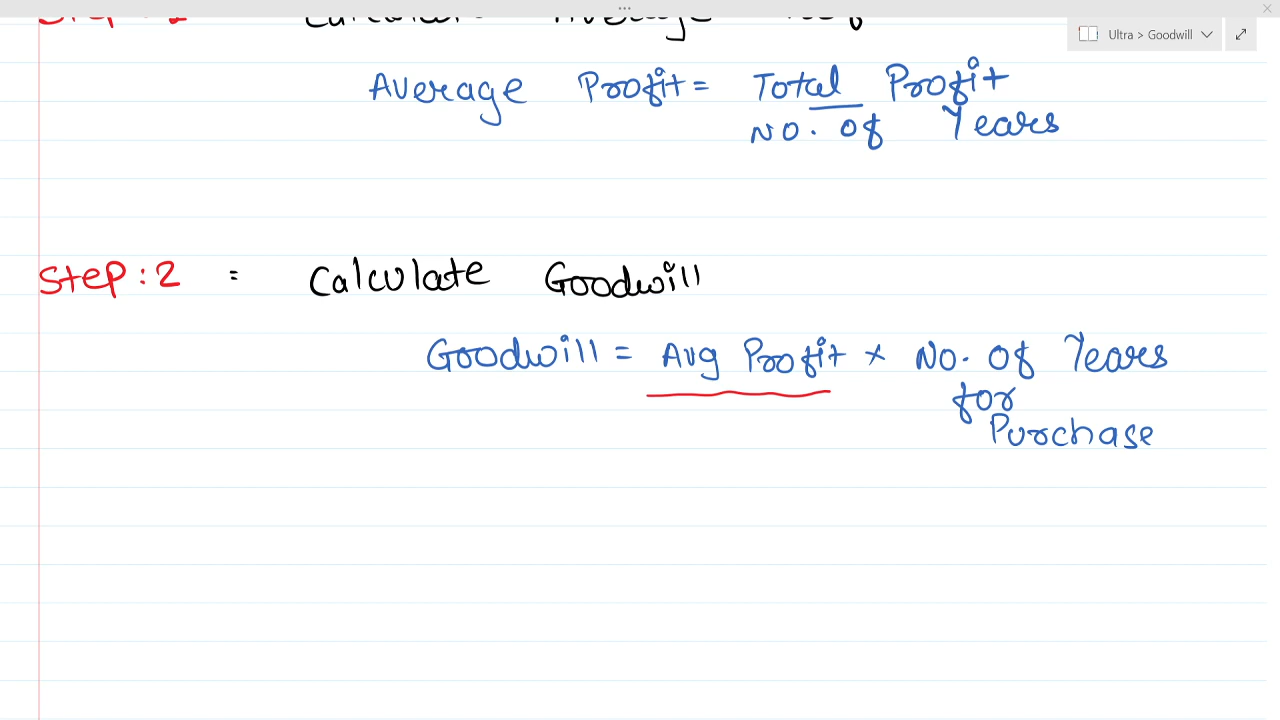 Ultra > Goodwill
Average Profit = Total Profit
No. of Years
Step:2 = Calculate Goodwill
Goodwill = Avg Profit × No. Of Years
for
Purchase